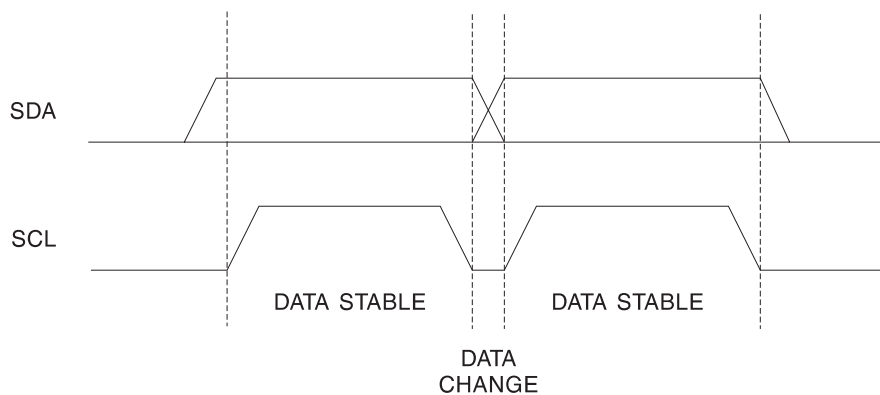 SDA
SCL
DATA STABLE
DATA STABLE
DATA
CHANGE